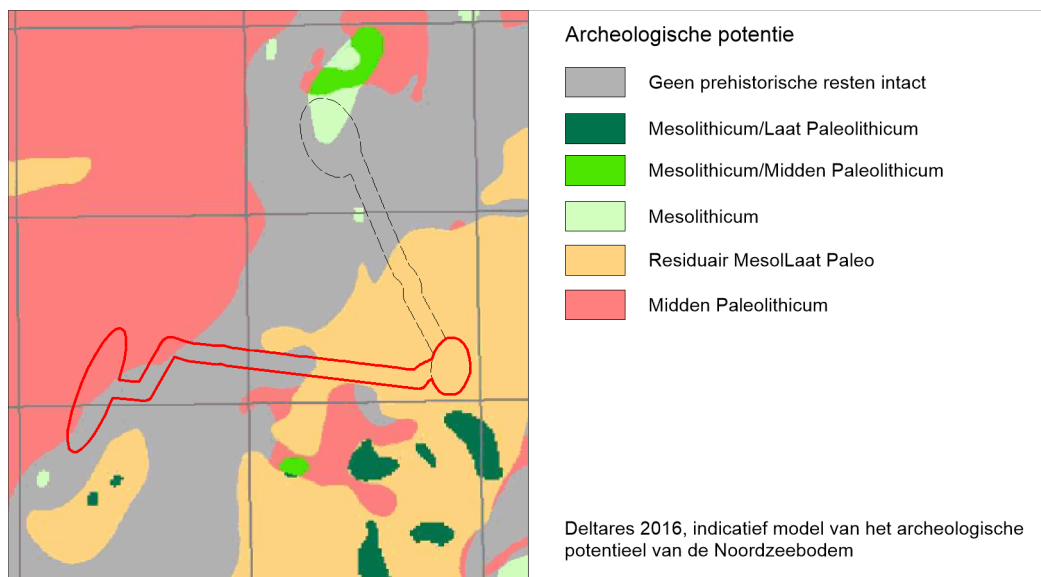 Archeologische potentie
Geen prehistorische resten intact
Mesolithicum/Laat Paleolithicum
Mesolithicum/Midden Paleolithicum
Mesolithicum
Residuair MesolLaat Paleo
Midden Paleolithicum
Deltares 2016, indicatief model van het archeologische
potentieel van de Noordzeebodem